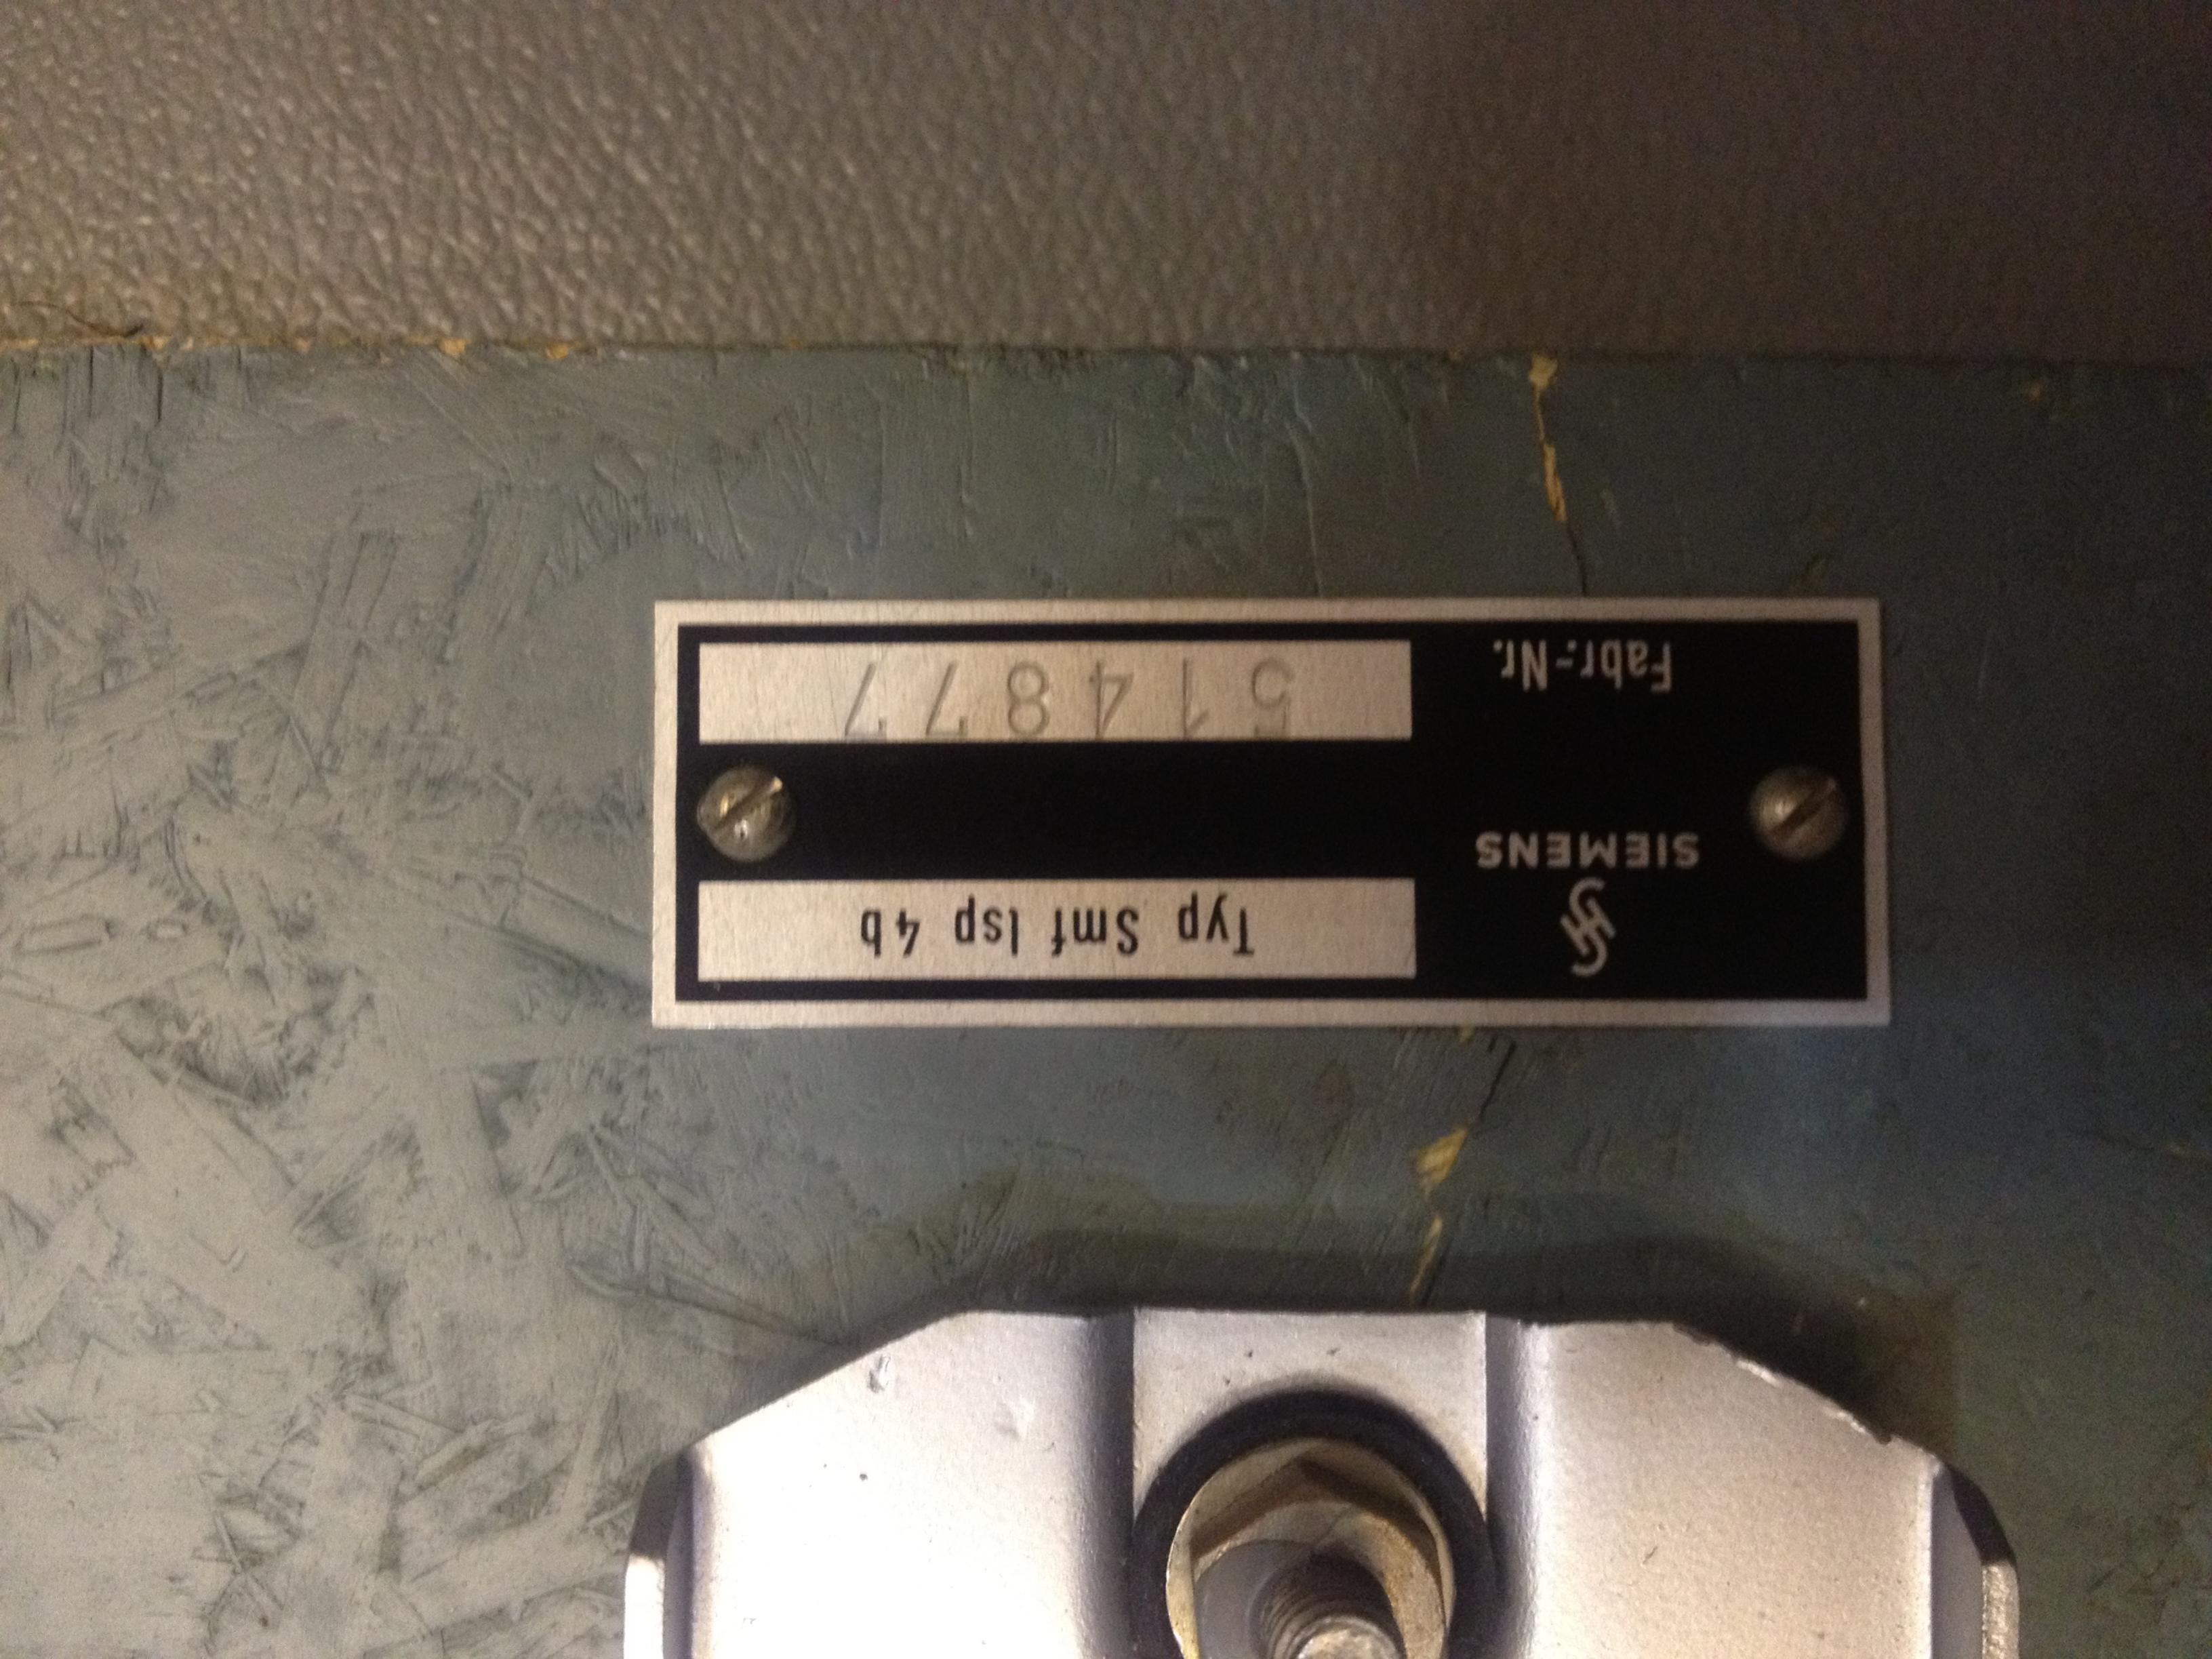 SIEMENS
Typ Smf lsp 4b
Fabr.-Nr.
514877